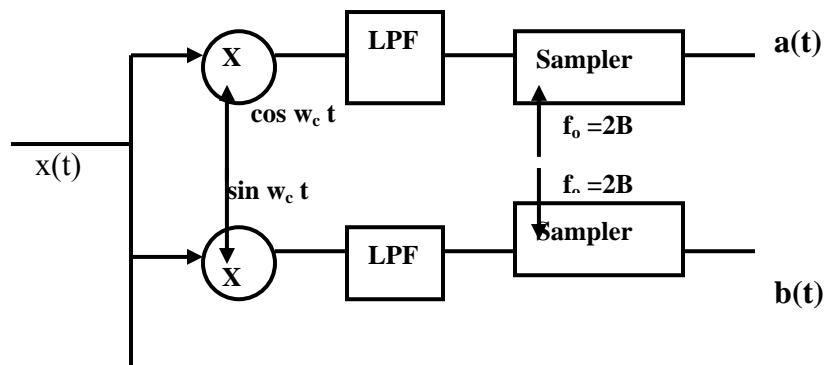 X
LPF
Sampler
a(t)
cos w_c t
f_o =2B
x(t)
sin w_c t
f_o =2B
X
LPF
Sampler
b(t)